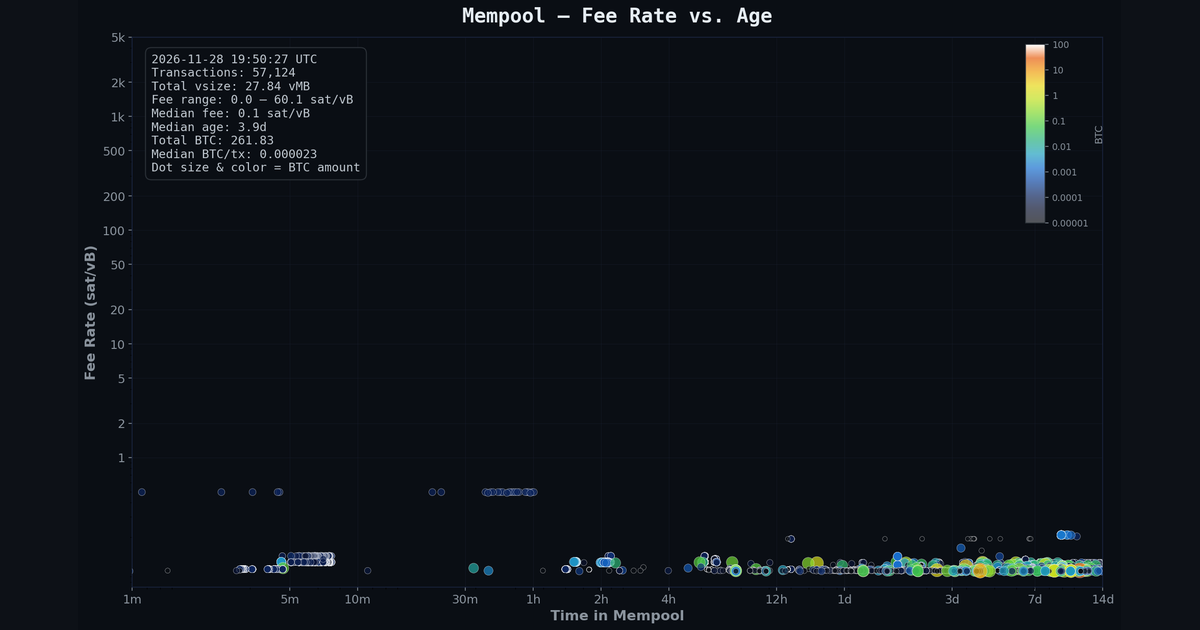 Mempool — Fee Rate vs. Age
2026-11-28 19:50:27 UTC
Transactions: 57,124
Total vsize: 27.84 vMB
Fee range: 0.0 — 60.1 sat/vB
Median fee: 0.1 sat/vB
Median age: 3.9d
Total BTC: 261.83
Median BTC/tx: 0.000023
Dot size & color = BTC amount
100
10
1
0.1
0.01
0.001
0.0001
0.00001
BTC
5k
2k
1k
500
200
100
50
20
10
5
2
1
Fee Rate (sat/vB)
1m 5m 10m 30m 1h 2h 4h 12h 1d 3d 7d 14d
Time in Mempool